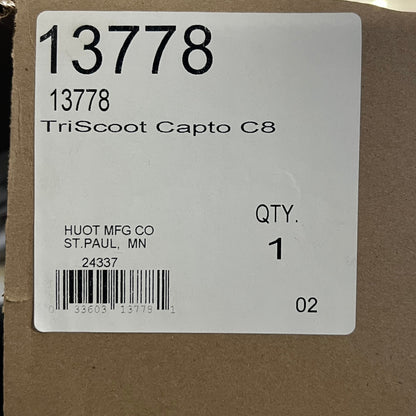 13778
13778
TriScoot Capto C8
HUOT MFG CO
ST.PAUL, MN
24337
QTY.
1
0 33603 13778 1
02